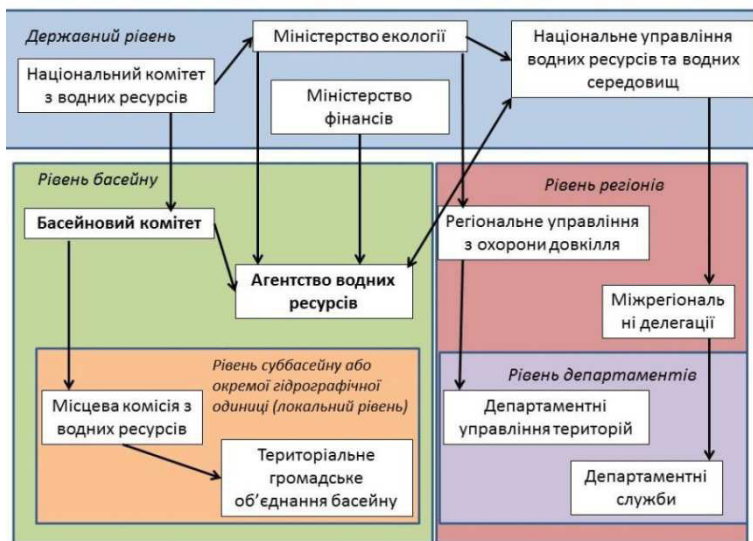 Державний рівень
Міністерство екології
Національне управління
водних ресурсів та водних
середовищ
Національний комітет
з водних ресурсів
Міністерство
фінансів
Рівень басейну
Басейновий комітет
Агентство водних
ресурсів
Рівень суббасейну або
окремої гідрографічної
одиниці (локальний рівень)
Місцева комісія з
водних ресурсів
Територіальне
громадське
об’єднання басейну
Рівень регіонів
Регіональне управління
з охорони довкілля
Міжрегіональ
ні делегації
Рівень департаментів
Департаментні
управління територій
Департаментні
служби